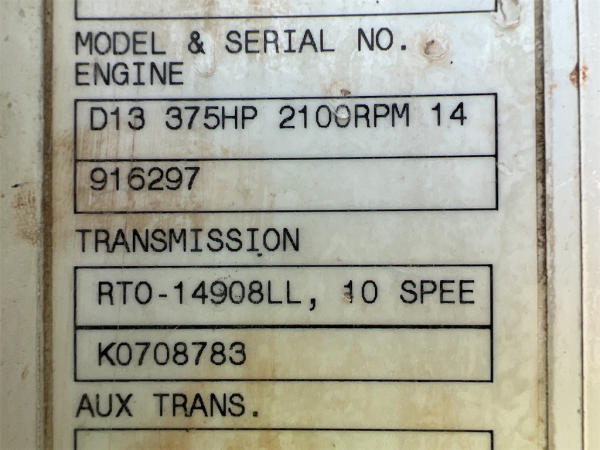 MODEL & SERIAL NO.
ENGINE
D13 375HP 2100RPM 14
916297
TRANSMISSION
RTO-14908LL, 10 SPEE
K0708783
AUX TRANS.